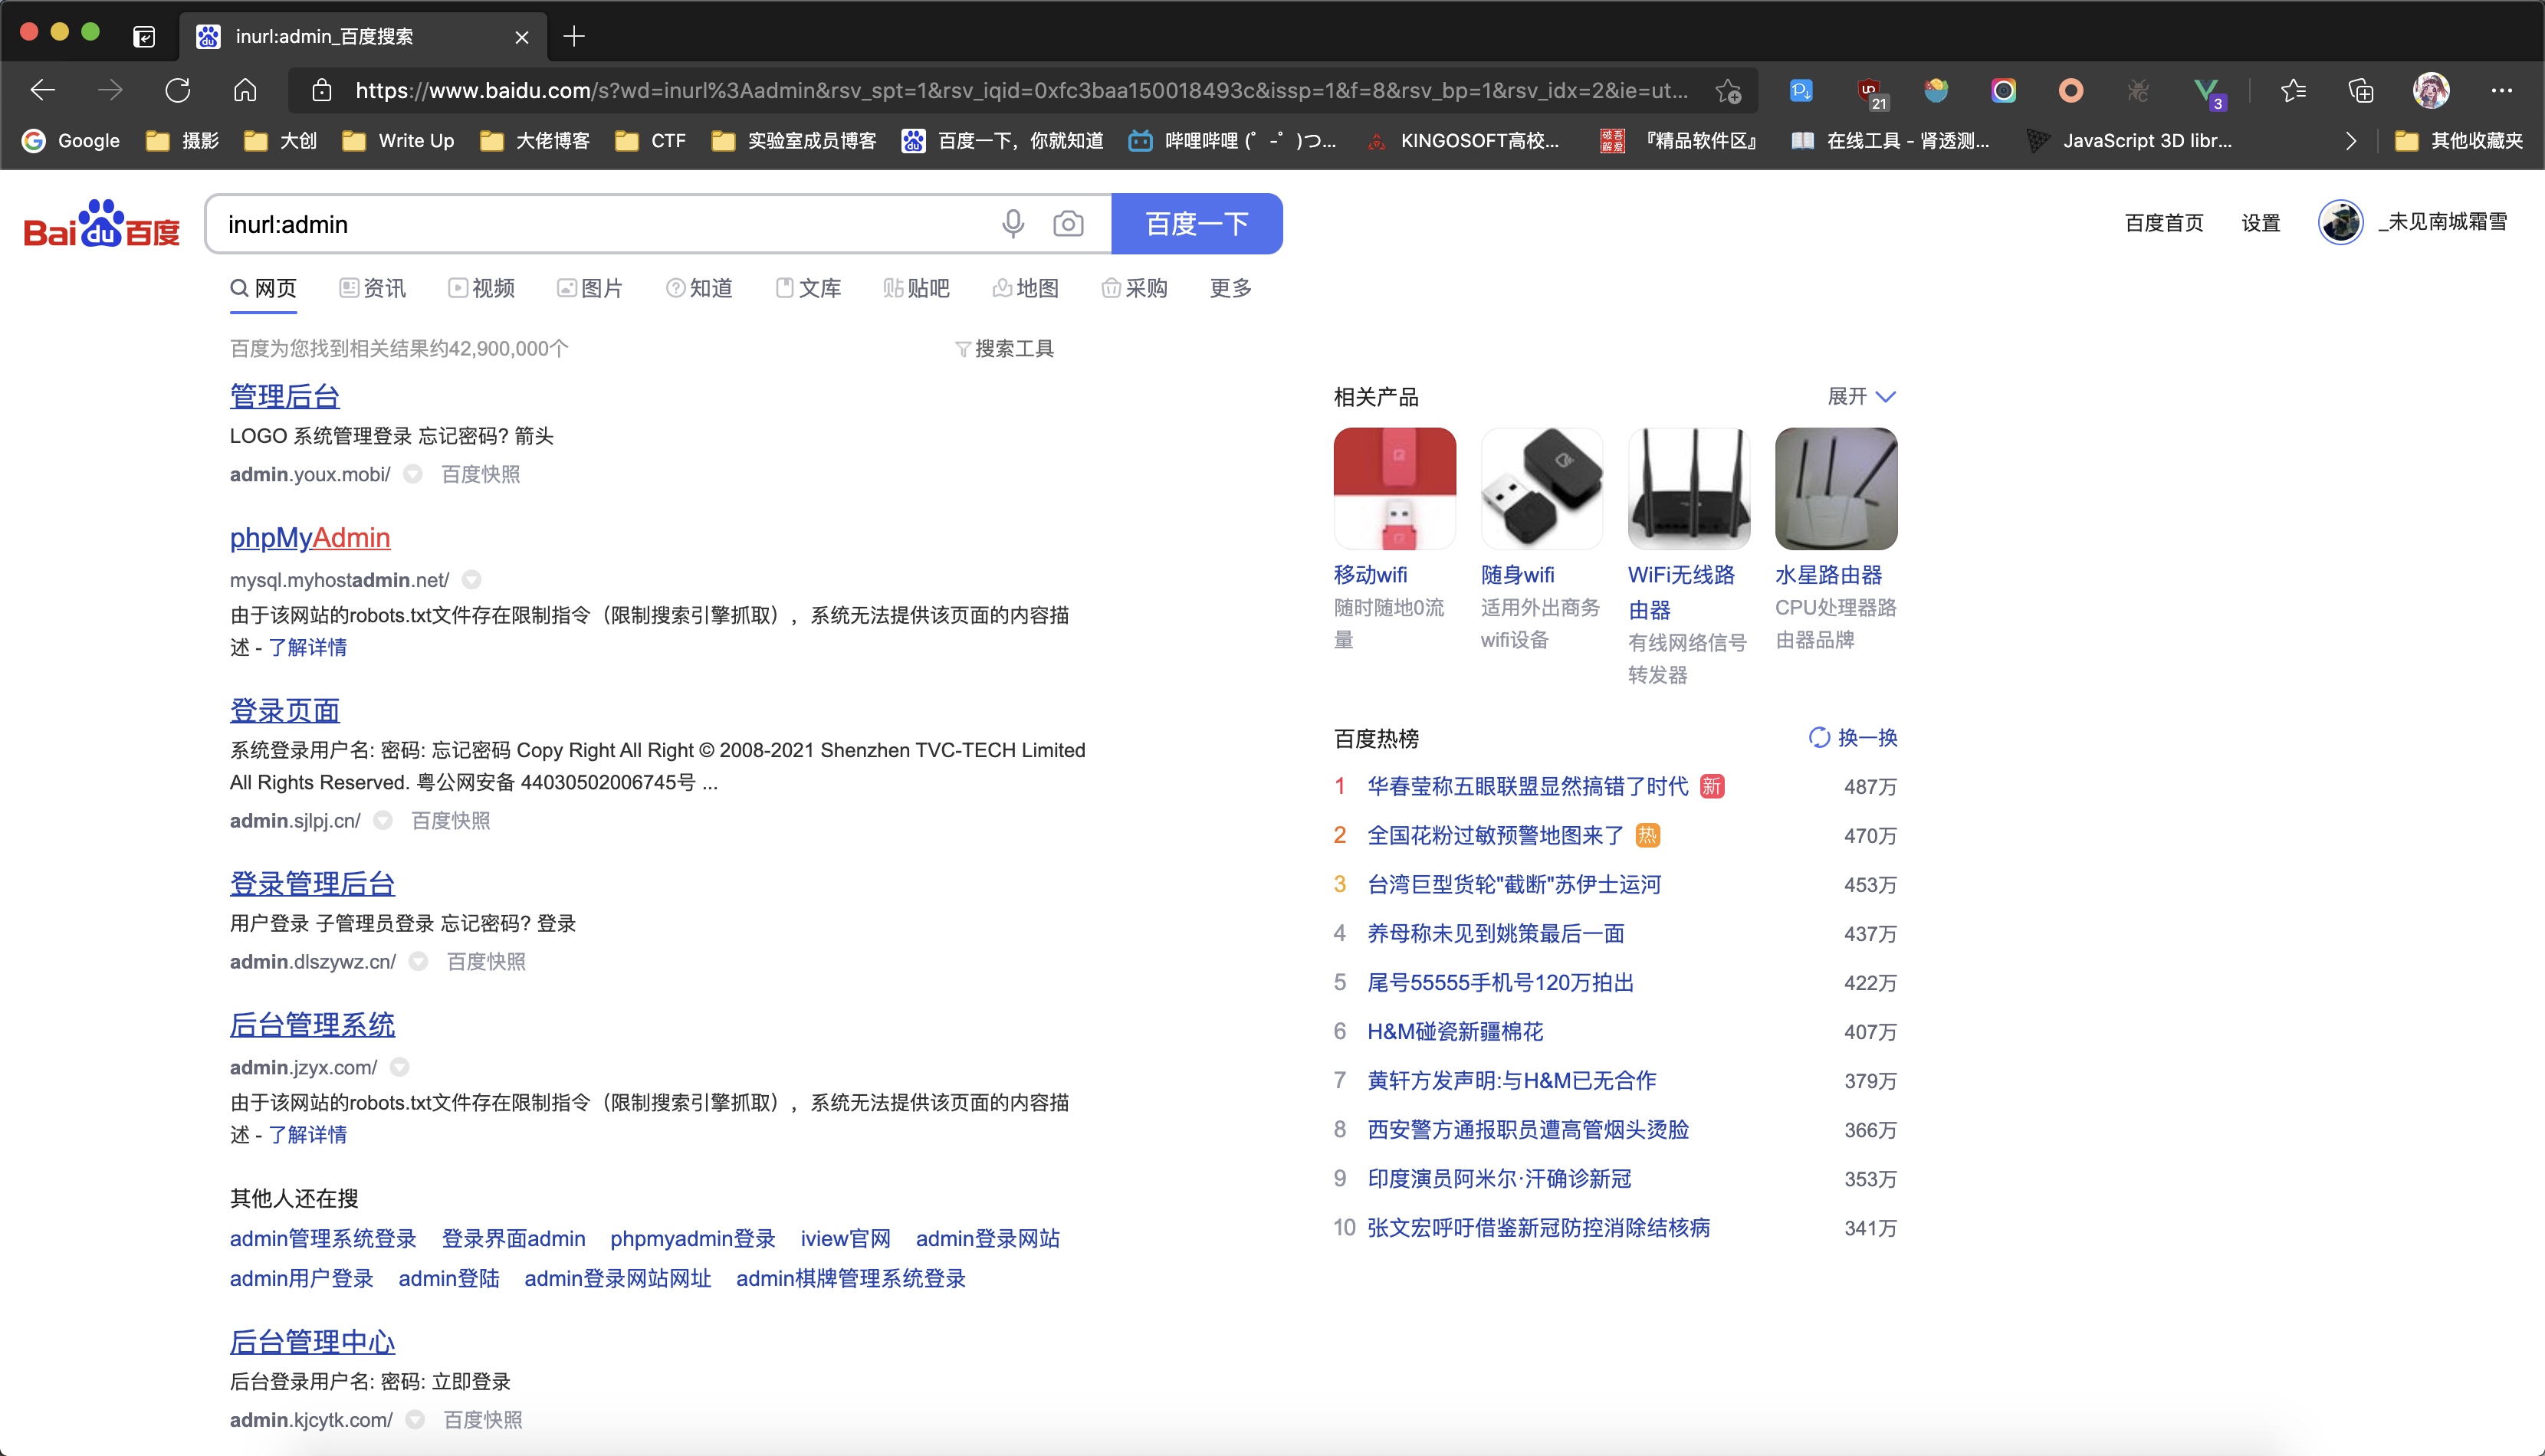 inurl:admin_百度搜索
https://www.baidu.com/s?wd=inurl%3Aadmin&rsv_spt=1&rsv_iqid=0xfc3baa150018493c&issp=1&f=8&rsv_bp=1&rsv_idx=2&ie=ut...
21
3
Google 摄影 大创 Write Up 大佬博客 CTF 实验室成员博客 百度一下，你就知道 哔哩哔哩 (゜-゜)つ... KINGOSOFT高校... 『精品软件区』 在线工具 - 肾透测... JavaScript 3D libr... 其他收藏夹
Bai du 百度
inurl:admin
百度一下
百度首页 设置 _未见南城霜雪
网页 资讯 视频 图片 知道 文库 贴吧 地图 采购 更多
百度为您找到相关结果约42,900,000个 搜索工具
管理后台
LOGO 系统管理登录 忘记密码? 箭头
admin.youx.mobi/ 百度快照
phpMyAdmin
mysql.myhostadmin.net/
由于该网站的robots.txt文件存在限制指令（限制搜索引擎抓取），系统无法提供该页面的内容描
述 - 了解详情
登录页面
系统登录用户名: 密码: 忘记密码 Copy Right All Right © 2008-2021 Shenzhen TVC-TECH Limited
All Rights Reserved. 粤公网安备 44030502006745号 ...
admin.sjlpj.cn/ 百度快照
登录管理后台
用户登录 子管理员登录 忘记密码? 登录
admin.dlszywz.cn/ 百度快照
后台管理系统
admin.jzyx.com/
由于该网站的robots.txt文件存在限制指令（限制搜索引擎抓取），系统无法提供该页面的内容描
述 - 了解详情
其他人还在搜
admin管理系统登录 登录界面admin phpmyadmin登录 iview官网 admin登录网站
admin用户登录 admin登陆 admin登录网站网址 admin棋牌管理系统登录
后台管理中心
后台登录用户名: 密码: 立即登录
admin.kjcytk.com/ 百度快照
相关产品 展开
移动wifi
随时随地0流
量
随身wifi
适用外出商务
wifi设备
WiFi无线路
由器
有线网络信号
转发器
水星路由器
CPU处理器路
由器品牌
百度热榜 换一换
1 华春莹称五眼联盟显然搞错了时代 新 487万
2 全国花粉过敏预警地图来了 热 470万
3 台湾巨型货轮"截断"苏伊士运河 453万
4 养母称未见到姚策最后一面 437万
5 尾号55555手机号120万拍出 422万
6 H&M碰瓷新疆棉花 407万
7 黄轩方发声明:与H&M已无合作 379万
8 西安警方通报职员遭高管烟头烫脸 366万
9 印度演员阿米尔·汗确诊新冠 353万
10 张文宏呼吁借鉴新冠防控消除结核病 341万